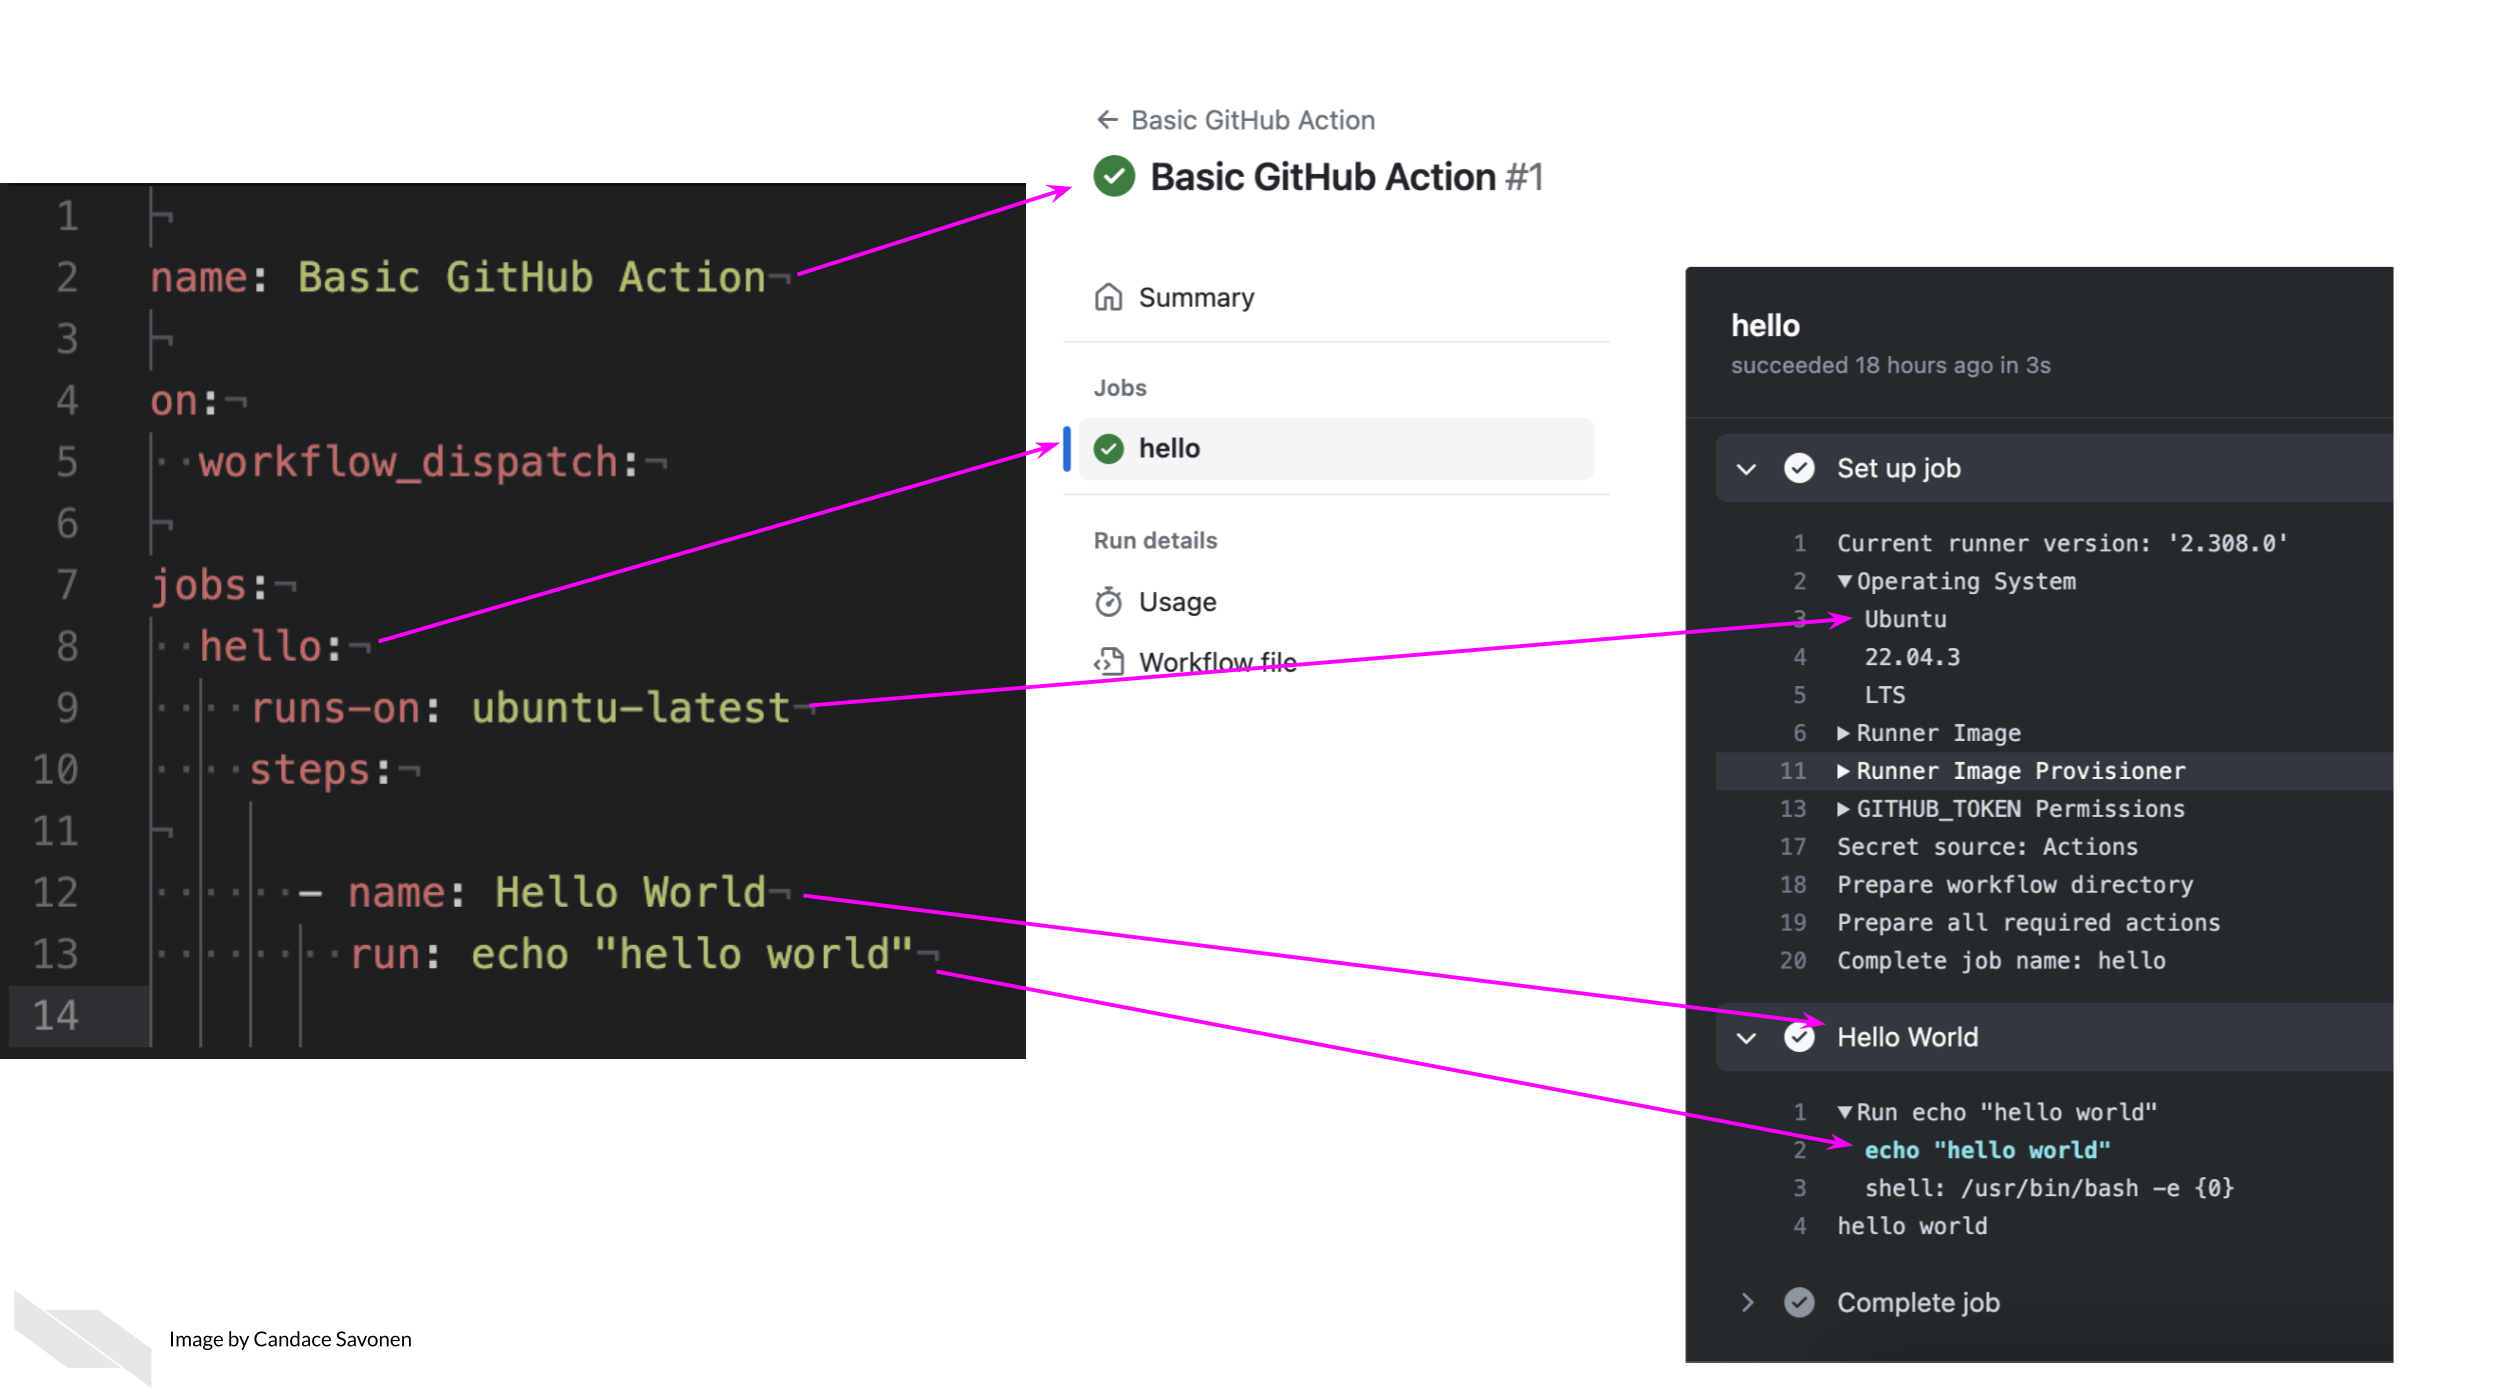 1
2 name: Basic GitHub Action
3
4 on:
5 workflow_dispatch:
6
7 jobs:
8 hello:
9 runs-on: ubuntu-latest
10 steps:
11
12 - name: Hello World
13 run: echo "hello world"
14
Basic GitHub Action
Basic GitHub Action #1
Summary
Jobs
hello
Run details
Usage
Workflow file
hello
succeeded 18 hours ago in 3s
Set up job
1 Current runner version: '2.308.0'
2 ▼Operating System
3 Ubuntu
4 22.04.3
5 LTS
6 ▶Runner Image
11 ▶Runner Image Provisioner
13 ▶GITHUB_TOKEN Permissions
17 Secret source: Actions
18 Prepare workflow directory
19 Prepare all required actions
20 Complete job name: hello
Hello World
1 ▼Run echo "hello world"
2 echo "hello world"
3 shell: /usr/bin/bash -e {0}
4 hello world
Complete job
Image by Candace Savonen